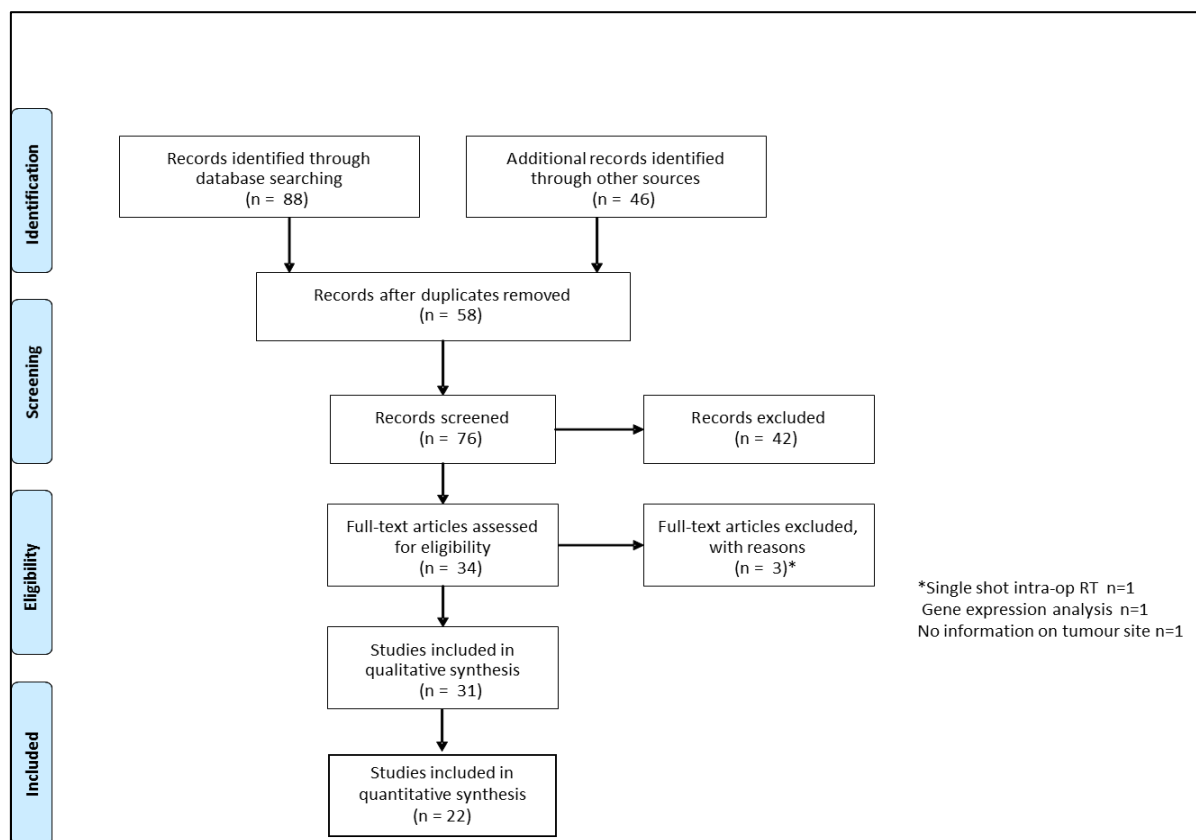 Identification
Records identified through
database searching
(n = 88)
Additional records identified
through other sources
(n = 46)
Records after duplicates removed
(n = 58)
Screening
Records screened
(n = 76)
Records excluded
(n = 42)
Eligibility
Full-text articles assessed
for eligibility
(n = 34)
Full-text articles excluded,
with reasons
(n = 3)*
*Single shot intra-op RT n=1
Gene expression analysis n=1
No information on tumour site n=1
Studies included in
qualitative synthesis
(n = 31)
Included
Studies included in
quantitative synthesis
(n = 22)